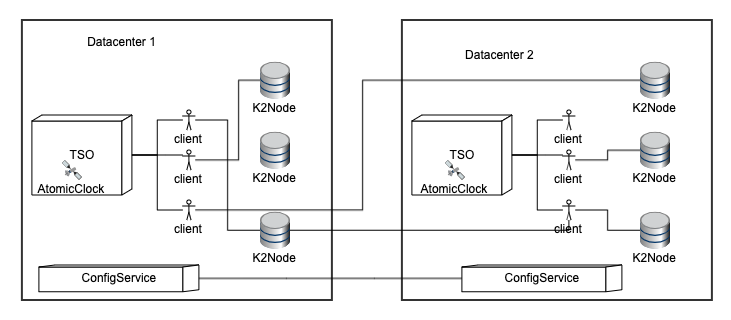 Datacenter 1
K2Node
client
TSO
AtomicClock
client
K2Node
client
K2Node
ConfigService
Datacenter 2
K2Node
client
TSO
AtomicClock
client
K2Node
client
K2Node
ConfigService